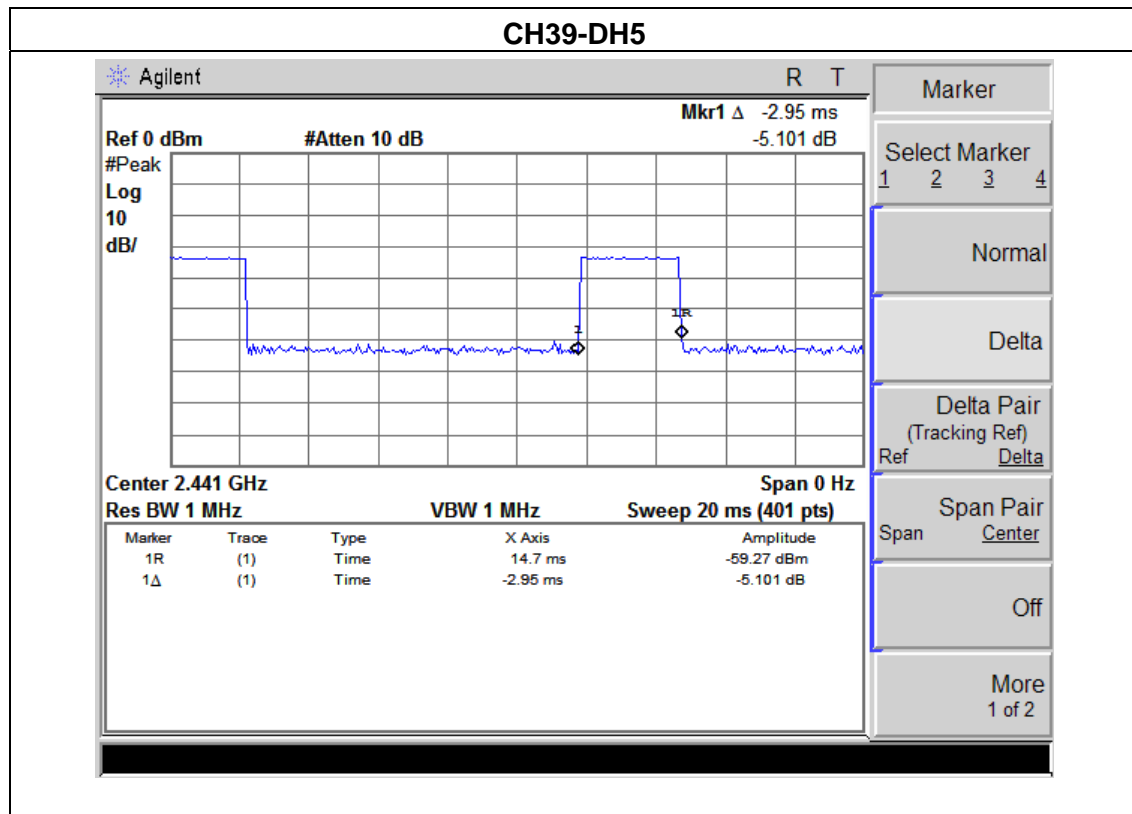 CH39-DH5
Agilent
R T
Mkr1 Δ -2.95 ms
Ref 0 dBm #Atten 10 dB -5.101 dB
#Peak
Log
10
dB/
1
1R
Center 2.441 GHz Span 0 Hz
Res BW 1 MHz VBW 1 MHz Sweep 20 ms (401 pts)
Marker Trace Type X Axis Amplitude
1R (1) Time 14.7 ms -59.27 dBm
1Δ (1) Time -2.95 ms -5.101 dB
Marker
Select Marker
1 2 3 4
Normal
Delta
Delta Pair
(Tracking Ref)
Ref Delta
Span Pair
Span Center
Off
More
1 of 2